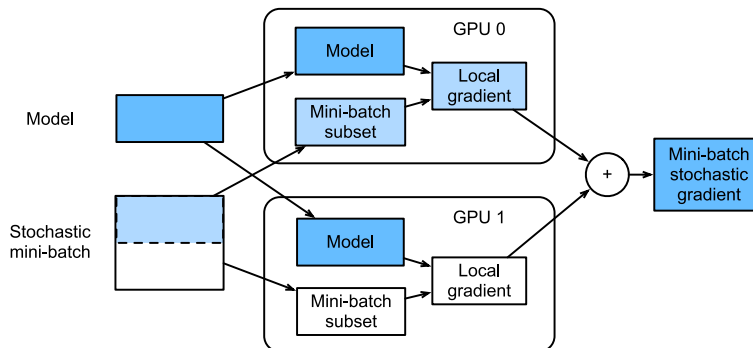 GPU 0
Model
Local
gradient
Mini-batch
subset
Model
Stochastic
mini-batch
GPU 1
Model
Local
gradient
Mini-batch
subset
+
Mini-batch
stochastic
gradient